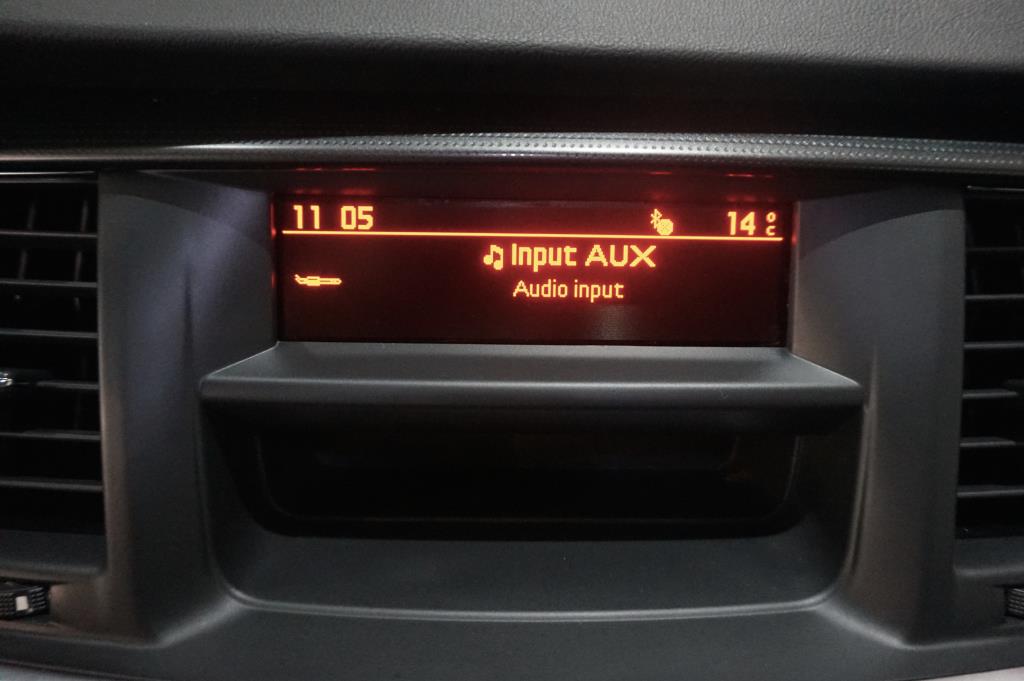 11 05 14 °C
Input AUX
Audio input